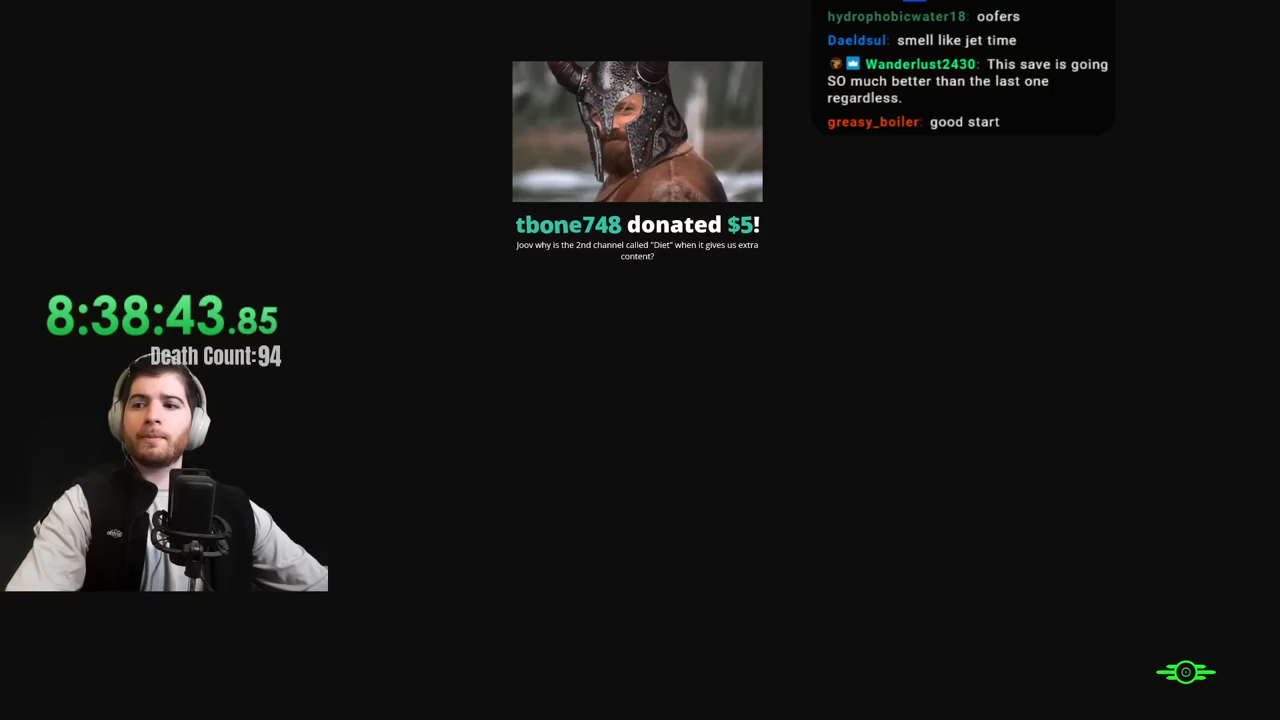 hydrophobicwater18: oofers
Daeldsul: smell like jet time
Wanderlust2430: This save is going
SO much better than the last one
regardless.
greasy_boiler: good start
tbone748 donated $5!
Joov why is the 2nd channel called "Diet" when it gives us extra
content?
8:38:43.85
Death Count:94